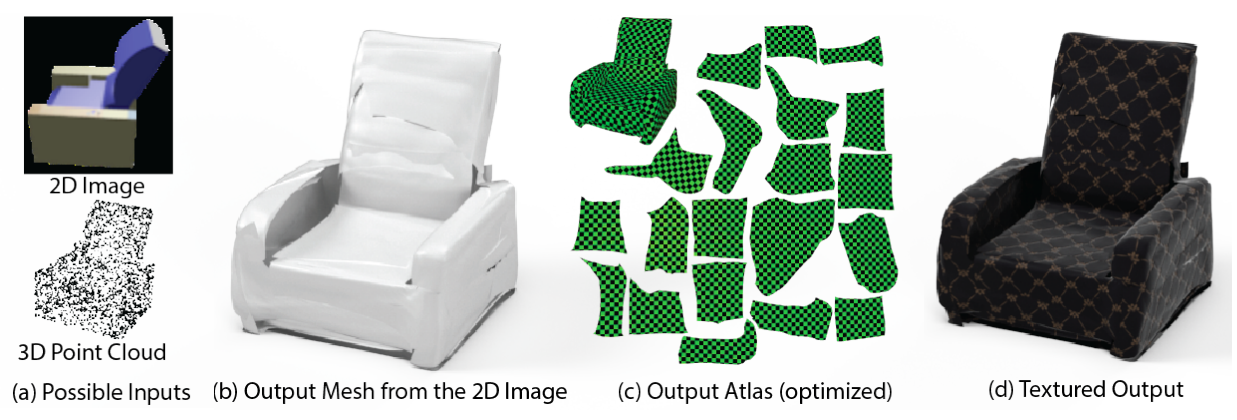 2D Image
3D Point Cloud
(a) Possible Inputs
(b) Output Mesh from the 2D Image
(c) Output Atlas (optimized)
(d) Textured Output